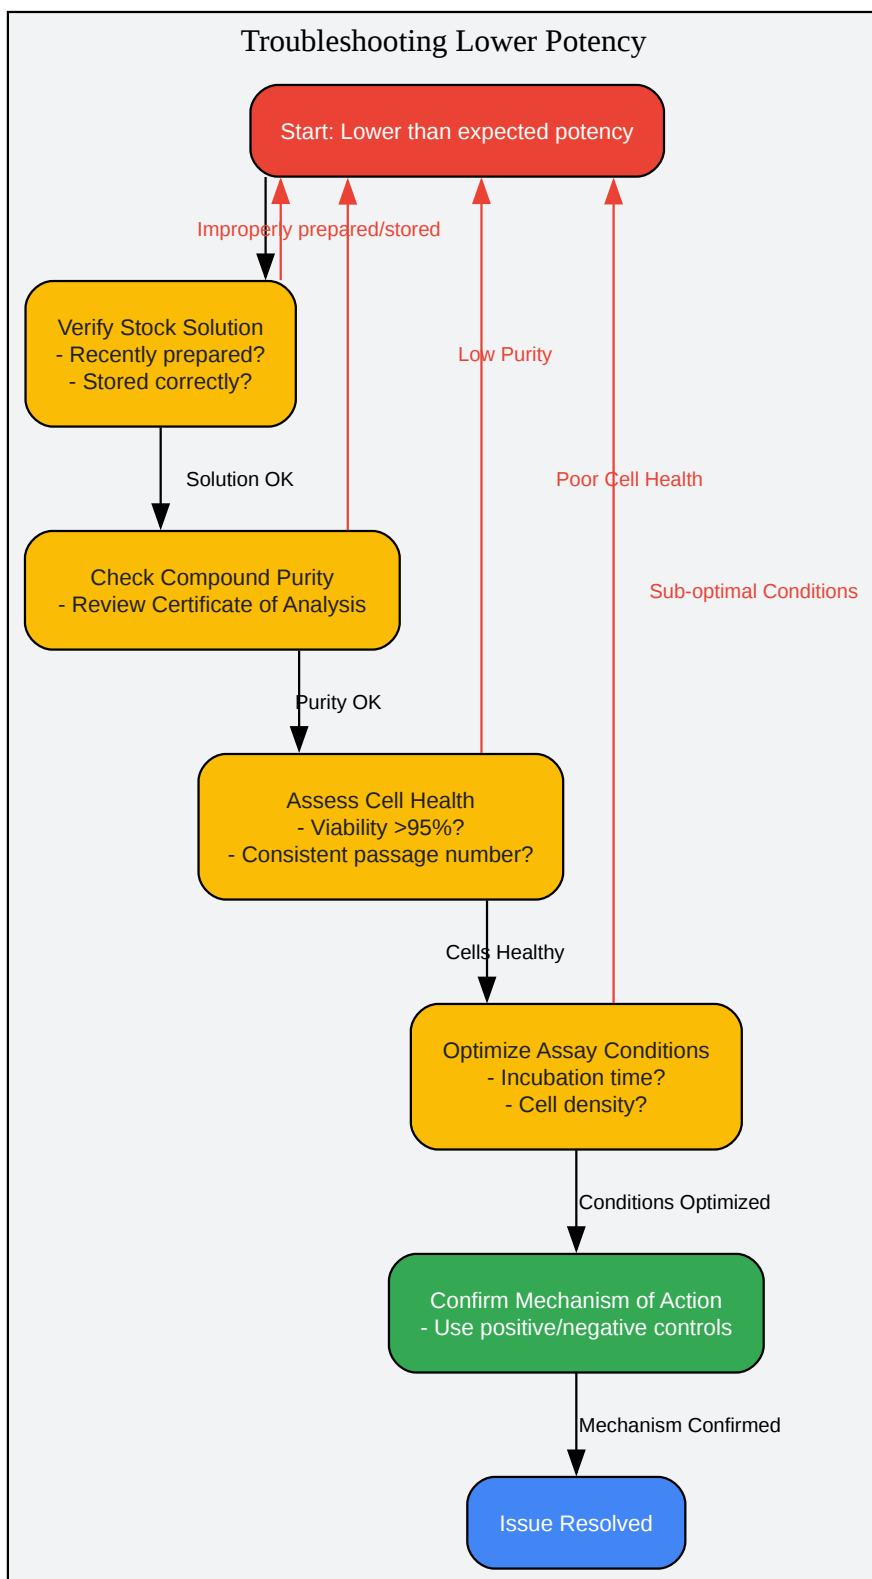 Troubleshooting Lower Potency
Start: Lower than expected potency
Improperly prepared/stored
Verify Stock Solution
- Recently prepared?
- Stored correctly?
Low Purity
Solution OK
Poor Cell Health
Check Compound Purity
- Review Certificate of Analysis
Sub-optimal Conditions
Purity OK
Assess Cell Health
- Viability >95%?
- Consistent passage number?
Cells Healthy
Optimize Assay Conditions
- Incubation time?
- Cell density?
Conditions Optimized
Confirm Mechanism of Action
- Use positive/negative controls
Mechanism Confirmed
Issue Resolved